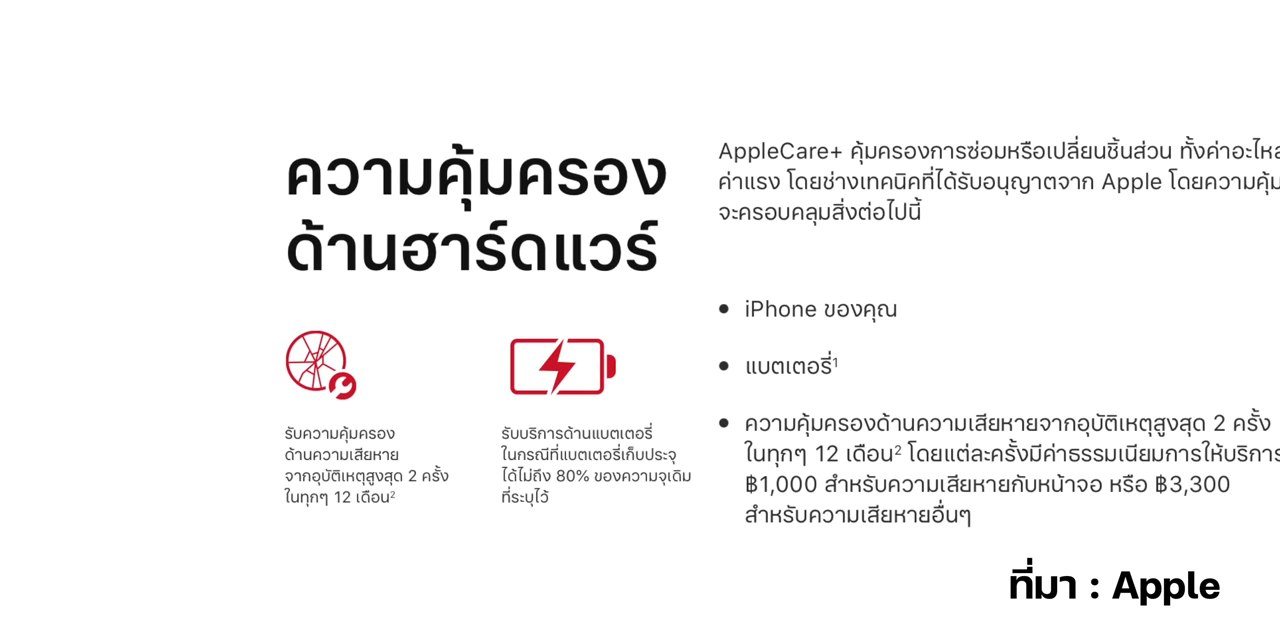 ความคุ้มครอง
ด้านฮาร์ดแวร์
รับความคุ้มครอง
ด้านความเสียหาย
จากอุบัติเหตุสูงสุด 2 ครั้ง
ในทุกๆ 12 เดือน²
รับบริการด้านแบตเตอรี่
ในกรณีที่แบตเตอรี่เก็บประจุ
ได้ไม่ถึง 80% ของความจุเดิม
ที่ระบุไว้
AppleCare+ คุ้มครองการซ่อมหรือเปลี่ยนชิ้นส่วน ทั้งค่าอะไหล
ค่าแรง โดยช่างเทคนิคที่ได้รับอนุญาตจาก Apple โดยความคุ้ม
จะครอบคลุมสิ่งต่อไปนี้
• iPhone ของคุณ
• แบตเตอรี่¹
• ความคุ้มครองด้านความเสียหายจากอุบัติเหตุสูงสุด 2 ครั้ง
ในทุกๆ 12 เดือน² โดยแต่ละครั้งมีค่าธรรมเนียมการให้บริการ
฿1,000 สำหรับความเสียหายกับหน้าจอ หรือ ฿3,300
สำหรับความเสียหายอื่นๆ
ที่มา : Apple